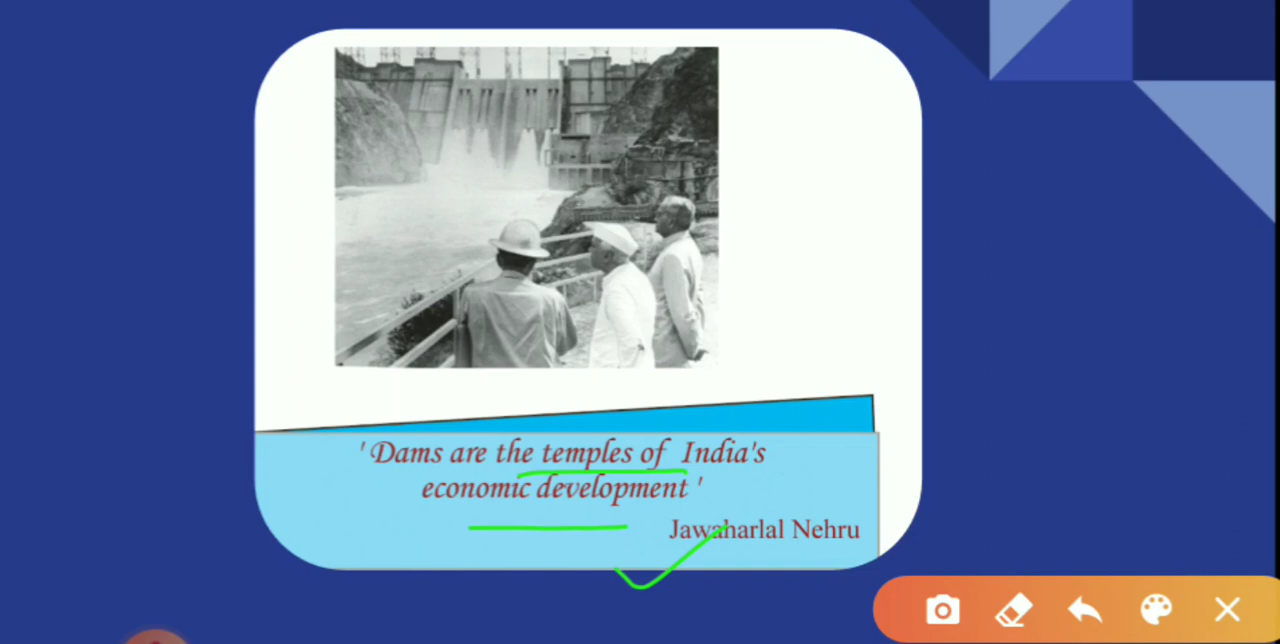 ' Dams are the temples of India's
economic development '
Jawaharlal Nehru